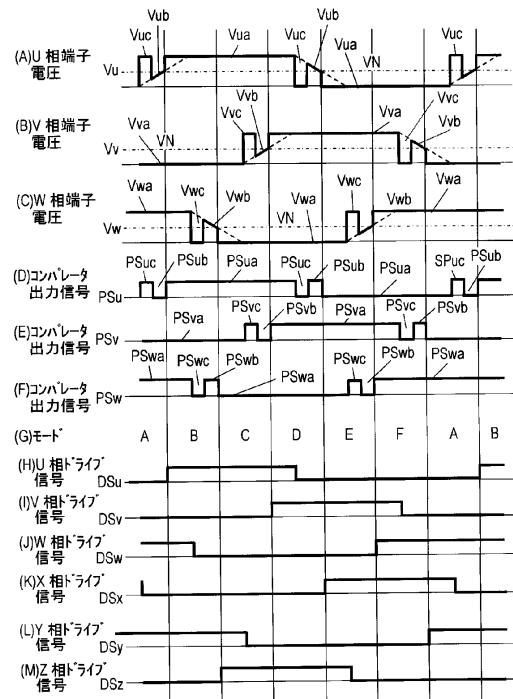 Vub
Vuc Vua Vub Vua Vuc
(A)U 相端子
電圧 Vu VN
Vvc Vvb
(B)V 相端子
電圧 Vva VN Vvc Vvb Vva
Vv
(C)W 相端子
電圧 Vwa Vwc Vwb VN Vwa Vwc Vwb Vwa
Vw
PSuc PSub PSua PSuc PSub PSua SPuc PSub
(D)コンパレータ
出力信号 PSu
PSva PSvc PSvb PSva PSvc PSvb
(E)コンパレータ
出力信号 PSv
PSwa PSwc PSwb PSwa PSwc PSwb PSwa
(F)コンパレータ
出力信号 PSw
(G)モード A B C D E F A B
(H)U 相ドライブ
信号 DSu
(I)V 相ドライブ
信号 DSv
(J)W 相ドライブ
信号 DSw
(K)X 相ドライブ
信号 DSx
(L)Y 相ドライブ
信号 DSy
(M)Z 相ドライブ
信号 DSz